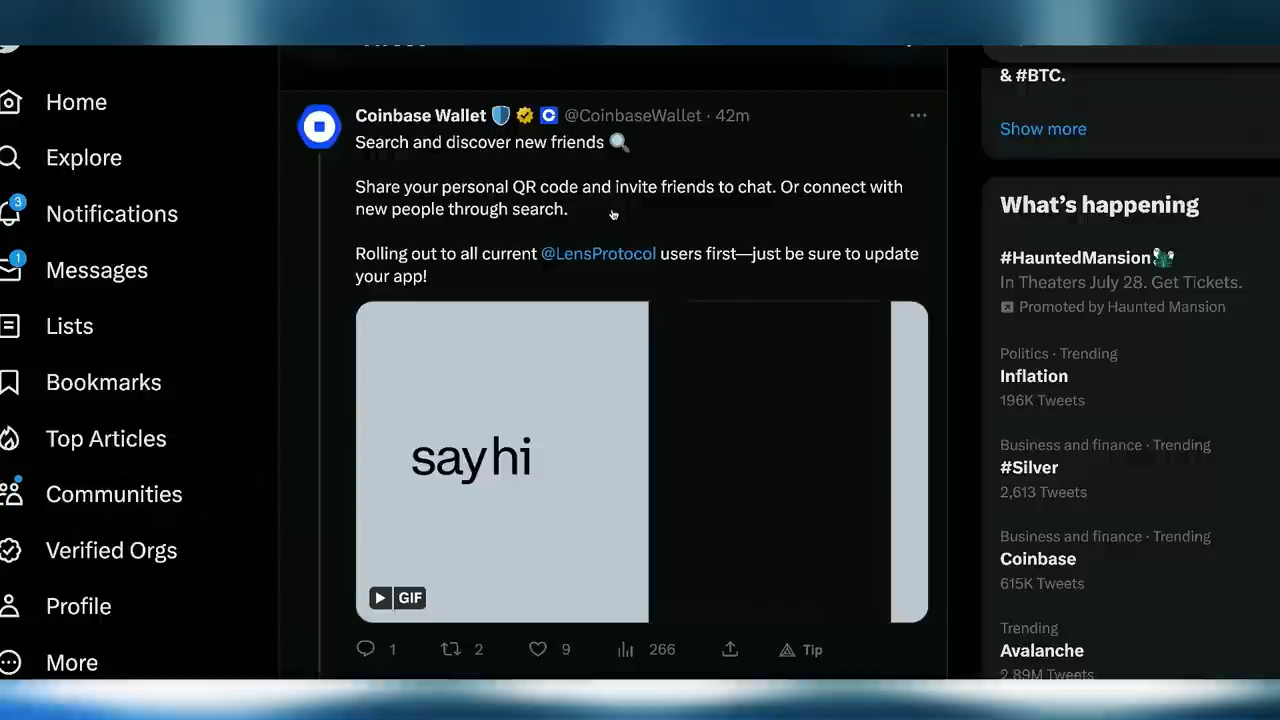 Home
Explore
3
Notifications
1
Messages
Lists
Bookmarks
Top Articles
Communities
Verified Orgs
Profile
More
Coinbase Wallet @CoinbaseWallet · 42m
Search and discover new friends
Share your personal QR code and invite friends to chat. Or connect with
new people through search.
Rolling out to all current @LensProtocol users first—just be sure to update
your app!
say hi
GIF
1 2 9 266 Tip
& #BTC.
Show more
What's happening
#HauntedMansion
In Theaters July 28. Get Tickets.
Promoted by Haunted Mansion
Politics · Trending
Inflation
196K Tweets
Business and finance · Trending
#Silver
2,613 Tweets
Business and finance · Trending
Coinbase
615K Tweets
Trending
Avalanche
2.89M Tweets